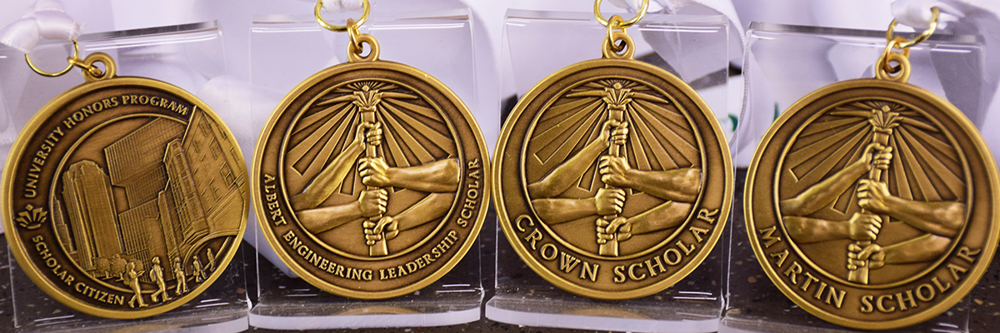 UNIVERSITY HONORS PROGRAM
SCHOLAR CITIZEN
ALBERT ENGINEERING LEADERSHIP SCHOLAR
CROWN SCHOLAR
MARTIN SCHOLAR